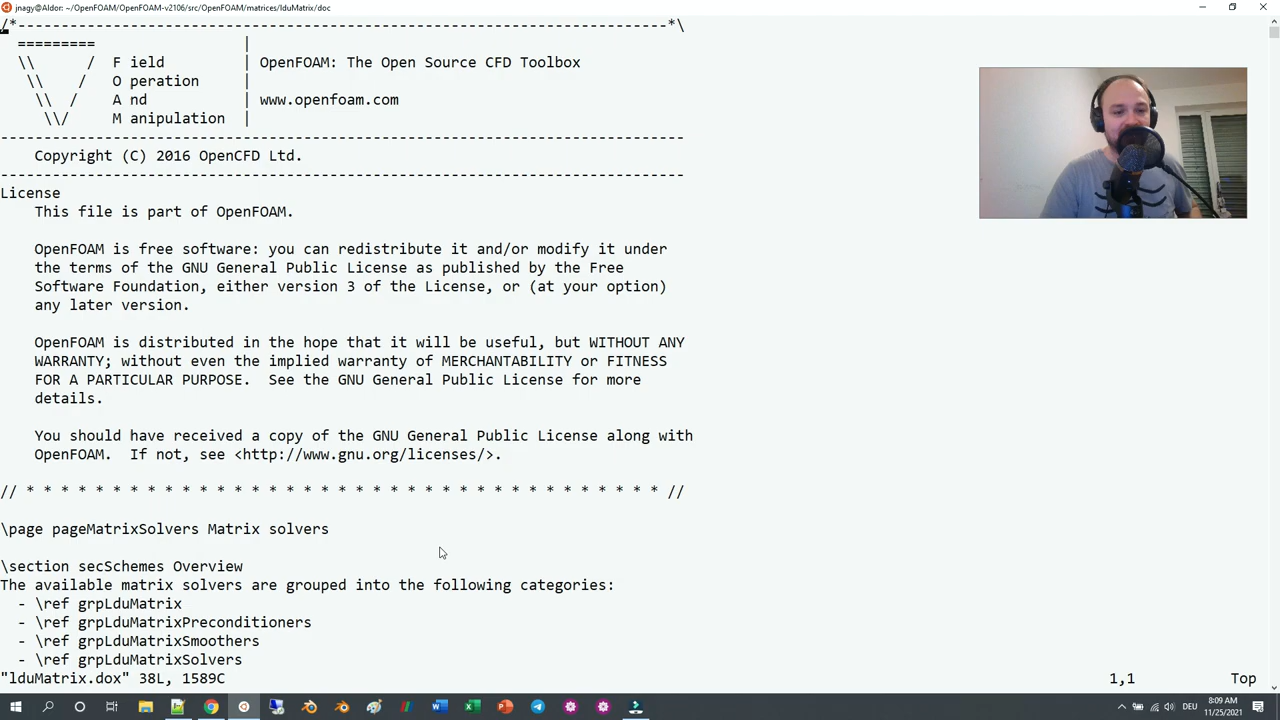 jnagy@Aldor: ~/OpenFOAM/OpenFOAM-v2106/src/OpenFOAM/matrices/lduMatrix/doc
/*---------------------------------------------------------------------------*\
  =========                 |
  \\      /  F ield         | OpenFOAM: The Open Source CFD Toolbox
   \\    /   O peration     |
    \\  /    A nd           | www.openfoam.com
     \\/     M anipulation  |
-------------------------------------------------------------------------------
    Copyright (C) 2016 OpenCFD Ltd.
-------------------------------------------------------------------------------
License
    This file is part of OpenFOAM.
    OpenFOAM is free software: you can redistribute it and/or modify it under
    the terms of the GNU General Public License as published by the Free
    Software Foundation, either version 3 of the License, or (at your option)
    any later version.
    OpenFOAM is distributed in the hope that it will be useful, but WITHOUT ANY
    WARRANTY; without even the implied warranty of MERCHANTABILITY or FITNESS
    FOR A PARTICULAR PURPOSE.  See the GNU General Public License for more
    details.
    You should have received a copy of the GNU General Public License along with
    OpenFOAM.  If not, see <http://www.gnu.org/licenses/>.
// * * * * * * * * * * * * * * * * * * * * * * * * * * * * * * * * * * * * * //
\page pageMatrixSolvers Matrix solvers
\section secSchemes Overview
The available matrix solvers are grouped into the following categories:
  - \ref grpLduMatrix
  - \ref grpLduMatrixPreconditioners
  - \ref grpLduMatrixSmoothers
  - \ref grpLduMatrixSolvers
"lduMatrix.dox" 38L, 1589C 1,1 Top
DEU
8:09 AM
11/25/2021